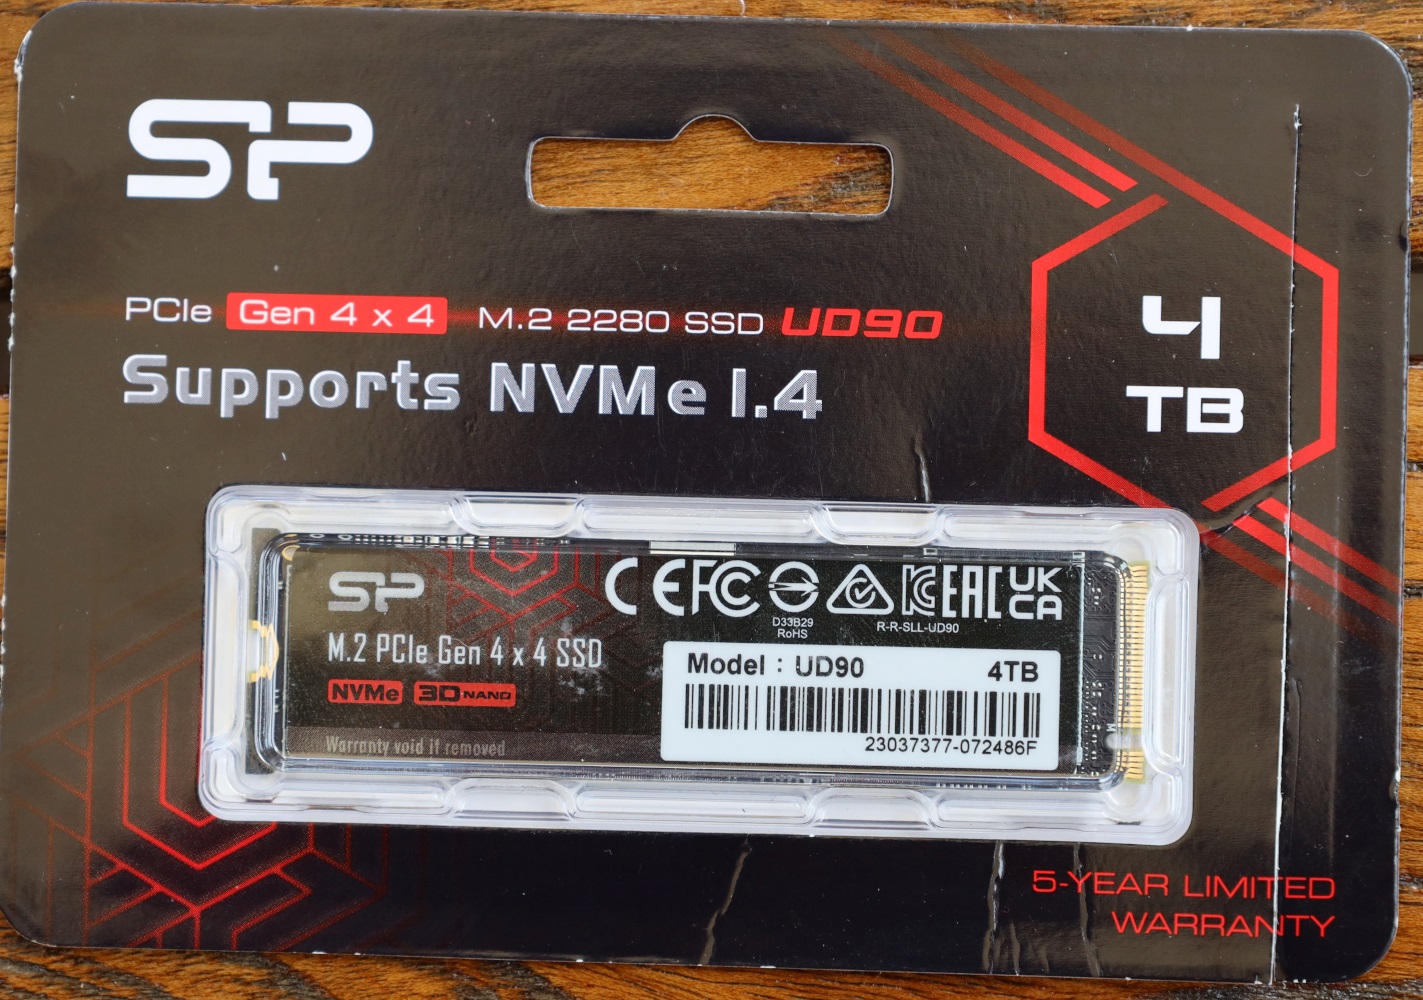 SP
PCIe Gen 4 x 4 M.2 2280 SSD UD90
Supports NVMe 1.4
4
TB
SP
M.2 PCIe Gen 4 x 4 SSD
NVMe 3D NAND
Warranty void if removed
CE FC
D33B29
RoHS
R-R-SLL-UD90
EAC
UK
CA
Model : UD90 4TB
23037377-072486F
5-YEAR LIMITED
WARRANTY